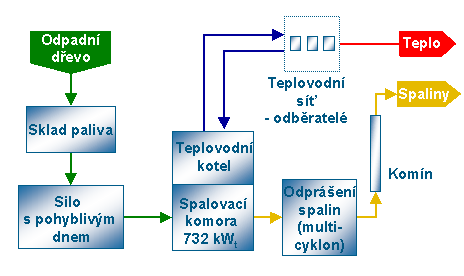 Odpadní
dřevo
Sklad paliva
Silo
s pohyblivým
dnem
Teplovodní
kotel
Spalovací
komora
732 kWt
Teplovodní
síť
- odběratelé
Teplo
Odprášení
spalin
(multi-
cyklon)
Komín
Spaliny